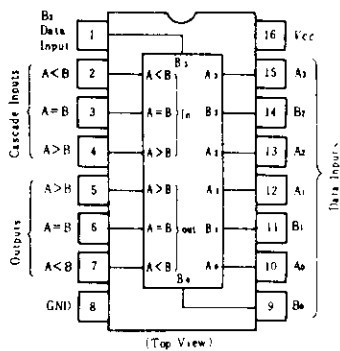 B3 Data Input 1 16 Vcc
B3
Cascade Inputs
A<B 2 A<B A3 15 A3
A=B 3 A=B In B2 14 B2
A>B 4 A>B A2 13 A2
Outputs
A>B 5 A>B A1 12 A1
A=B 6 A=B out B1 11 B1
A<B 7 A<B A0 10 A0
B0
GND 8 9 B0
Data Inputs
(Top View)